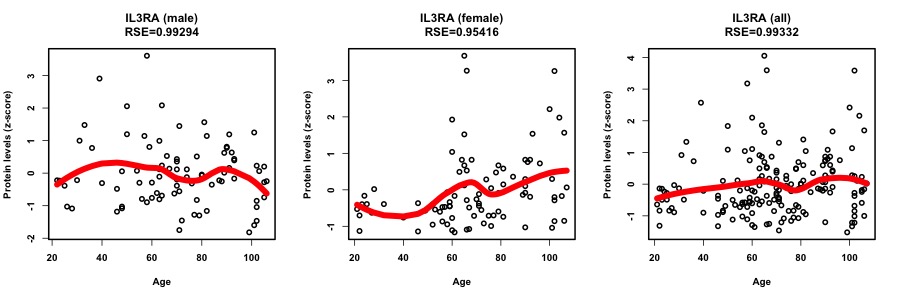 IL3RA (male)
RSE=0.99294
Protein levels (z-score)
3
2
1
0
-1
-2
20 40 60 80 100
Age
IL3RA (female)
RSE=0.95416
Protein levels (z-score)
3
2
1
0
-1
20 40 60 80 100
Age
IL3RA (all)
RSE=0.99332
Protein levels (z-score)
4
3
2
1
0
-1
20 40 60 80 100
Age